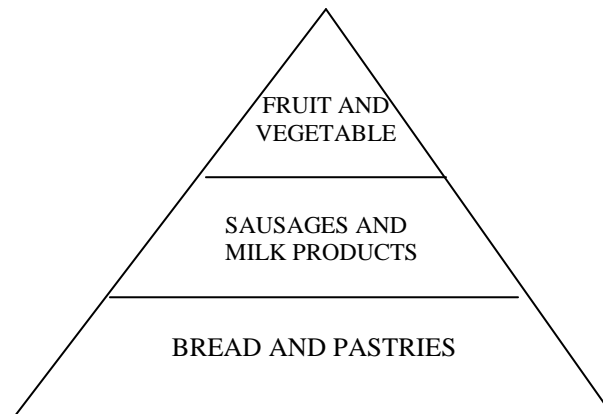 FRUIT AND
VEGETABLE
SAUSAGES AND
MILK PRODUCTS
BREAD AND PASTRIES